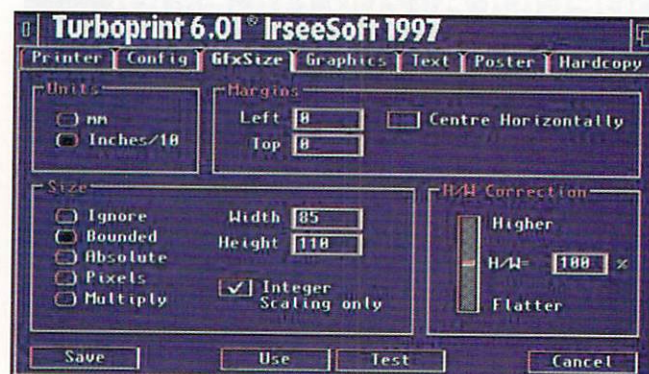 Turboprint 6.01 © IrseeSoft 1997
Printer Config GfxSize Graphics Text Poster Hardcopy
Units
mm
Inches/10
Margins
Left 0
Top 0
Centre Horizontally
Size
Ignore
Bounded
Absolute
Pixels
Multiply
Width 85
Height 110
Integer
Scaling only
H/W Correction
Higher
H/W= 100 %
Flatter
Save Use Test Cancel